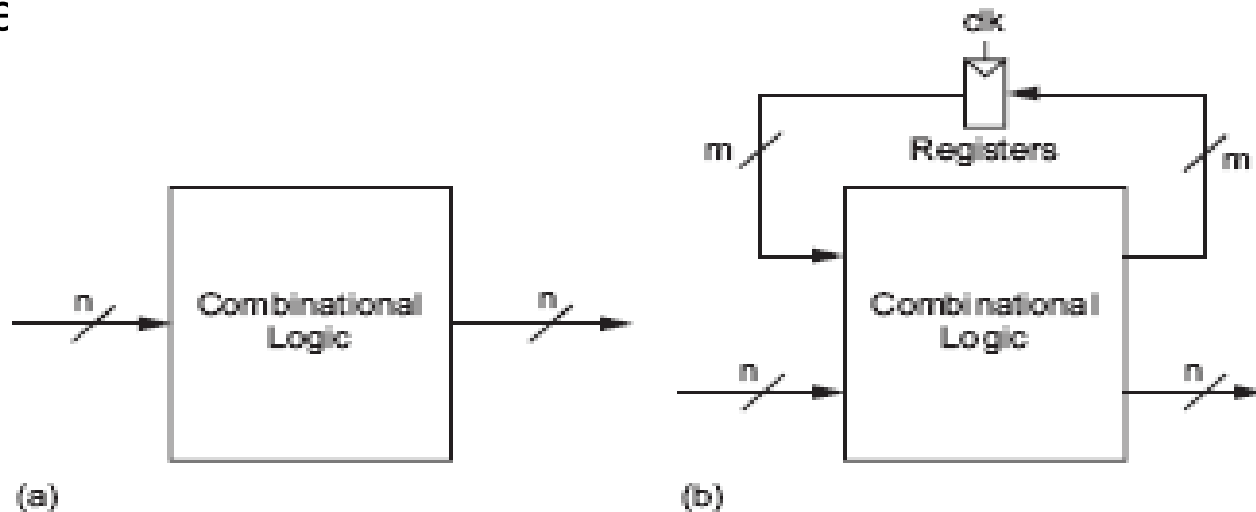 clk
m
Registers
m
n
Combinational
Logic
n
n
Combinational
Logic
n
(a)
(b)